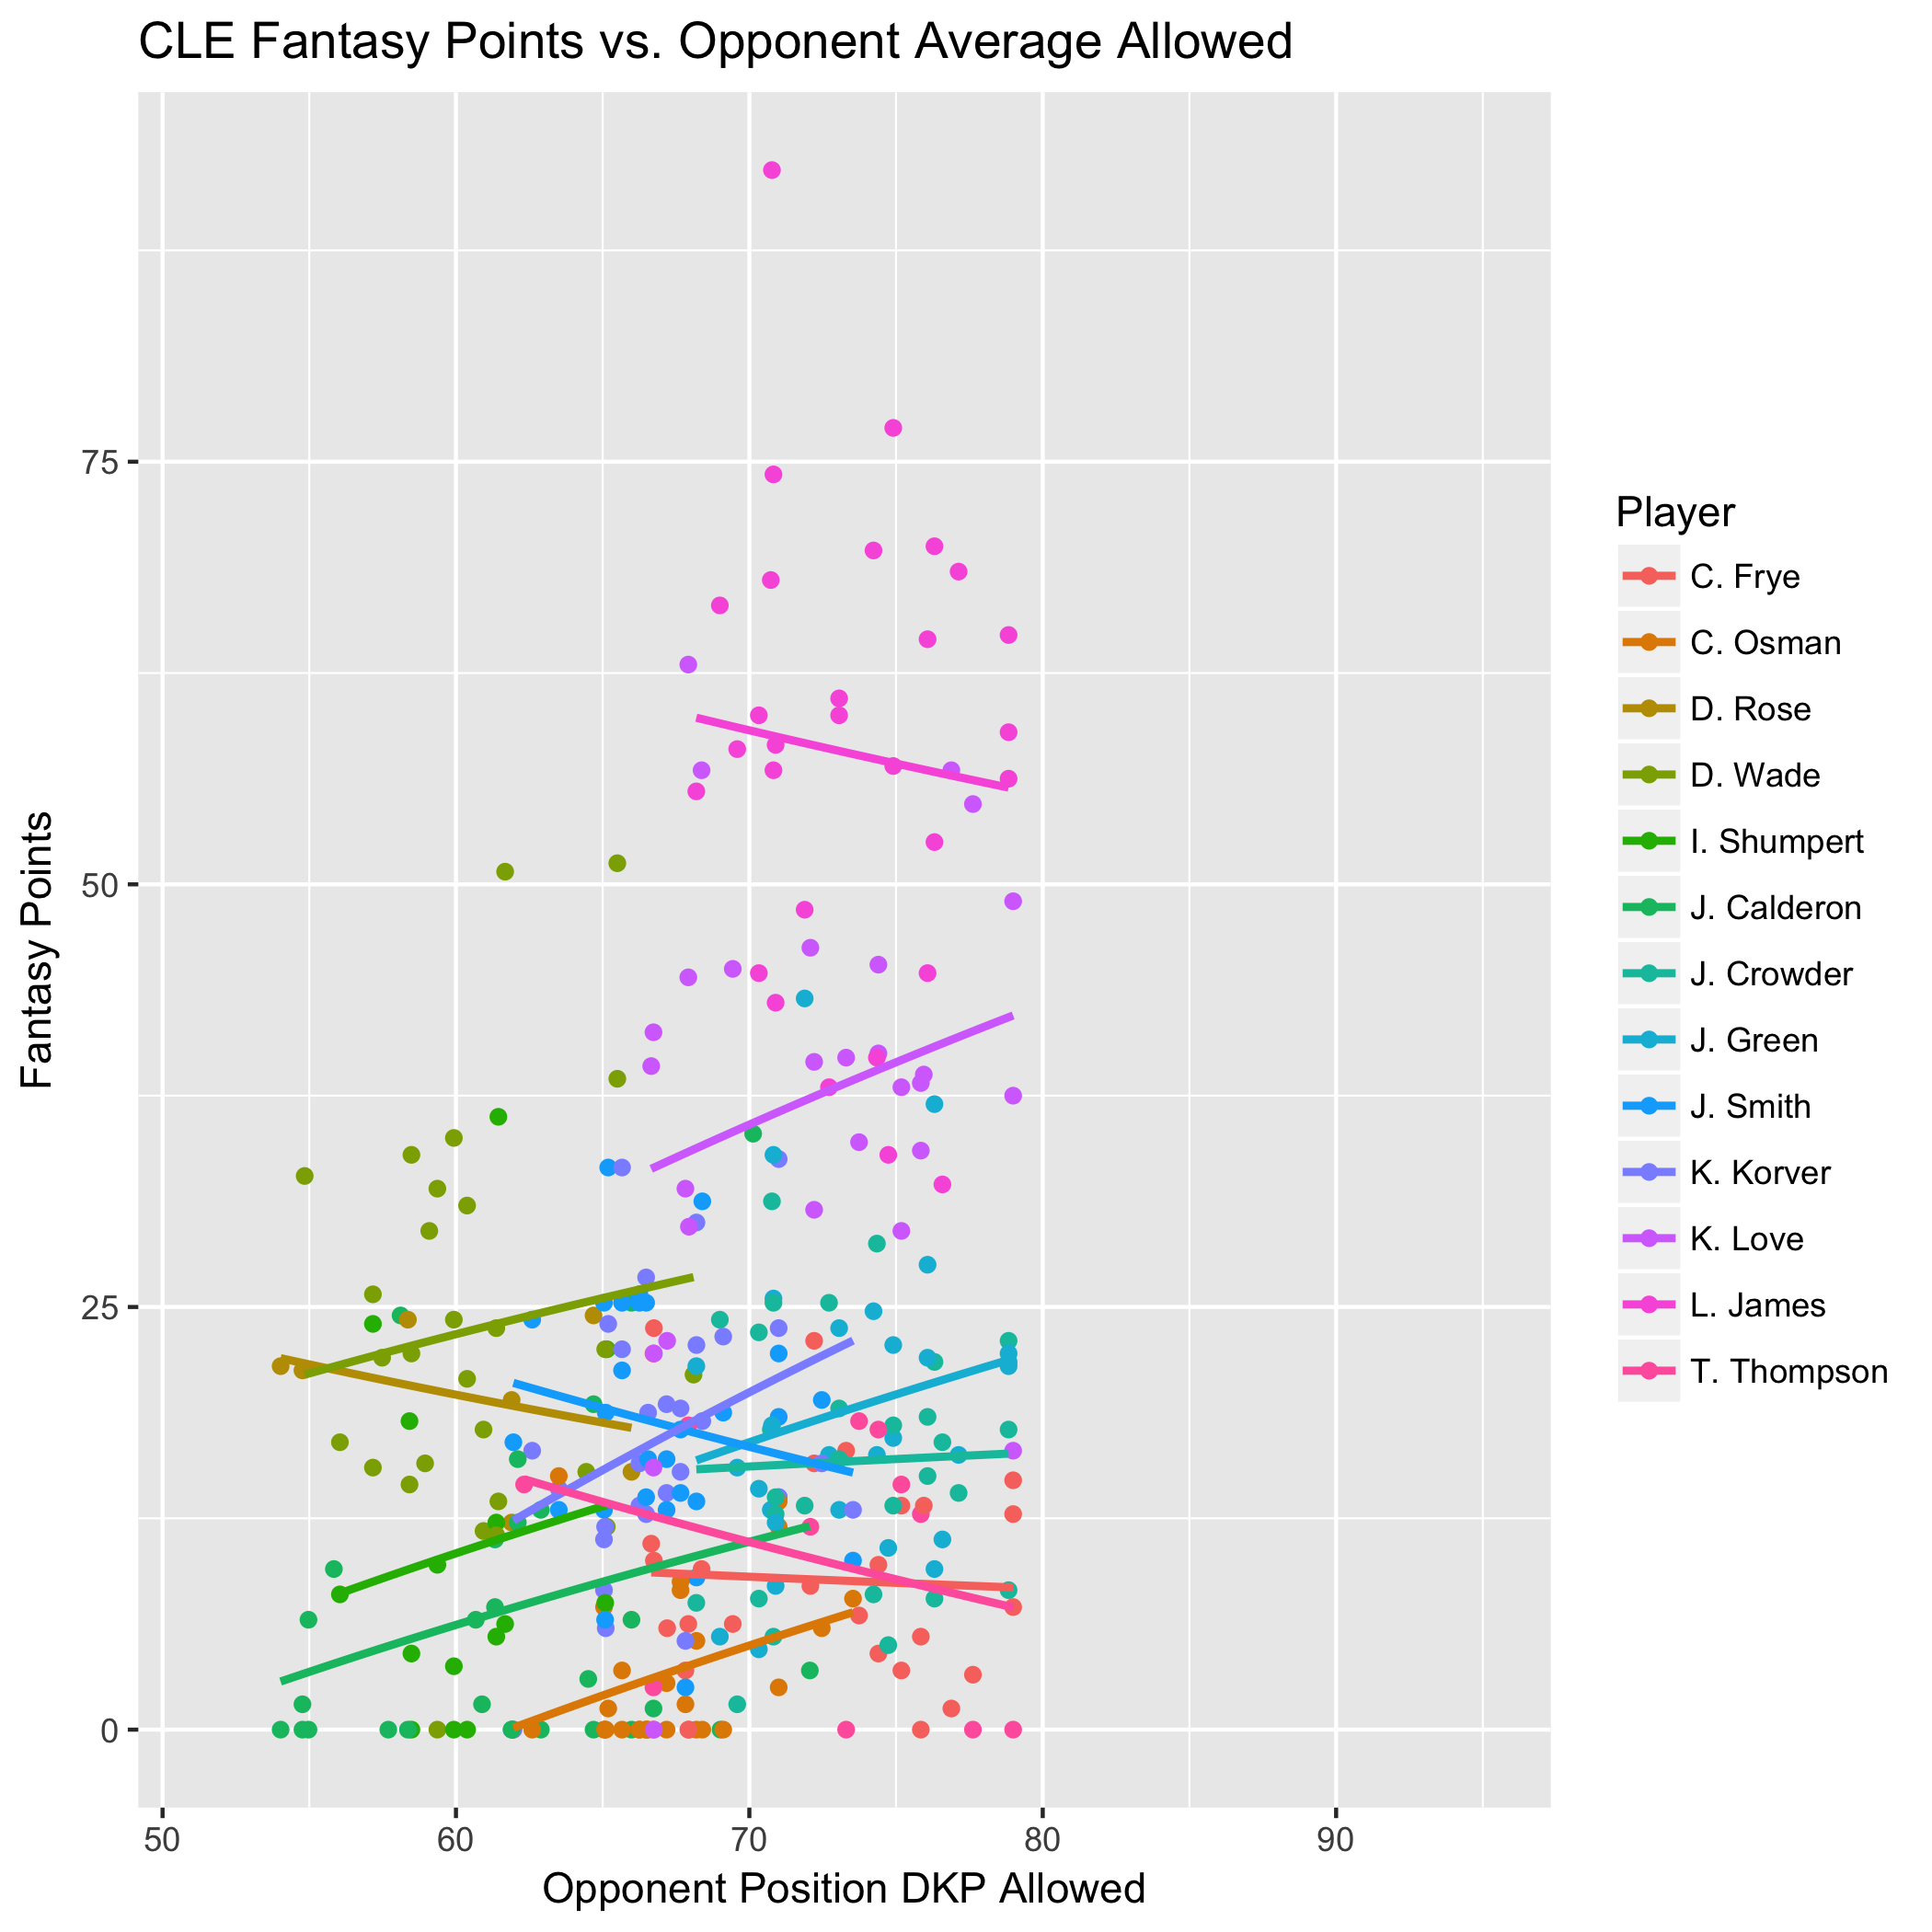 CLE Fantasy Points vs. Opponent Average Allowed
75
50
25
0
Fantasy Points
50 60 70 80 90
Opponent Position DKP Allowed
Player
C. Frye
C. Osman
D. Rose
D. Wade
I. Shumpert
J. Calderon
J. Crowder
J. Green
J. Smith
K. Korver
K. Love
L. James
T. Thompson